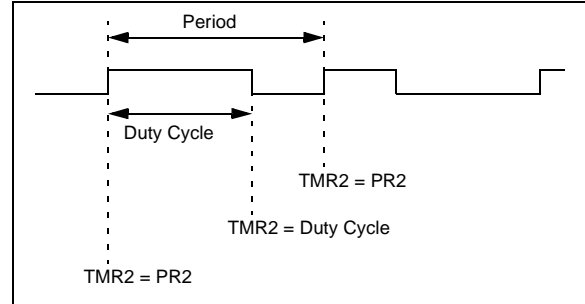 Period
Duty Cycle
TMR2 = PR2
TMR2 = Duty Cycle
TMR2 = PR2